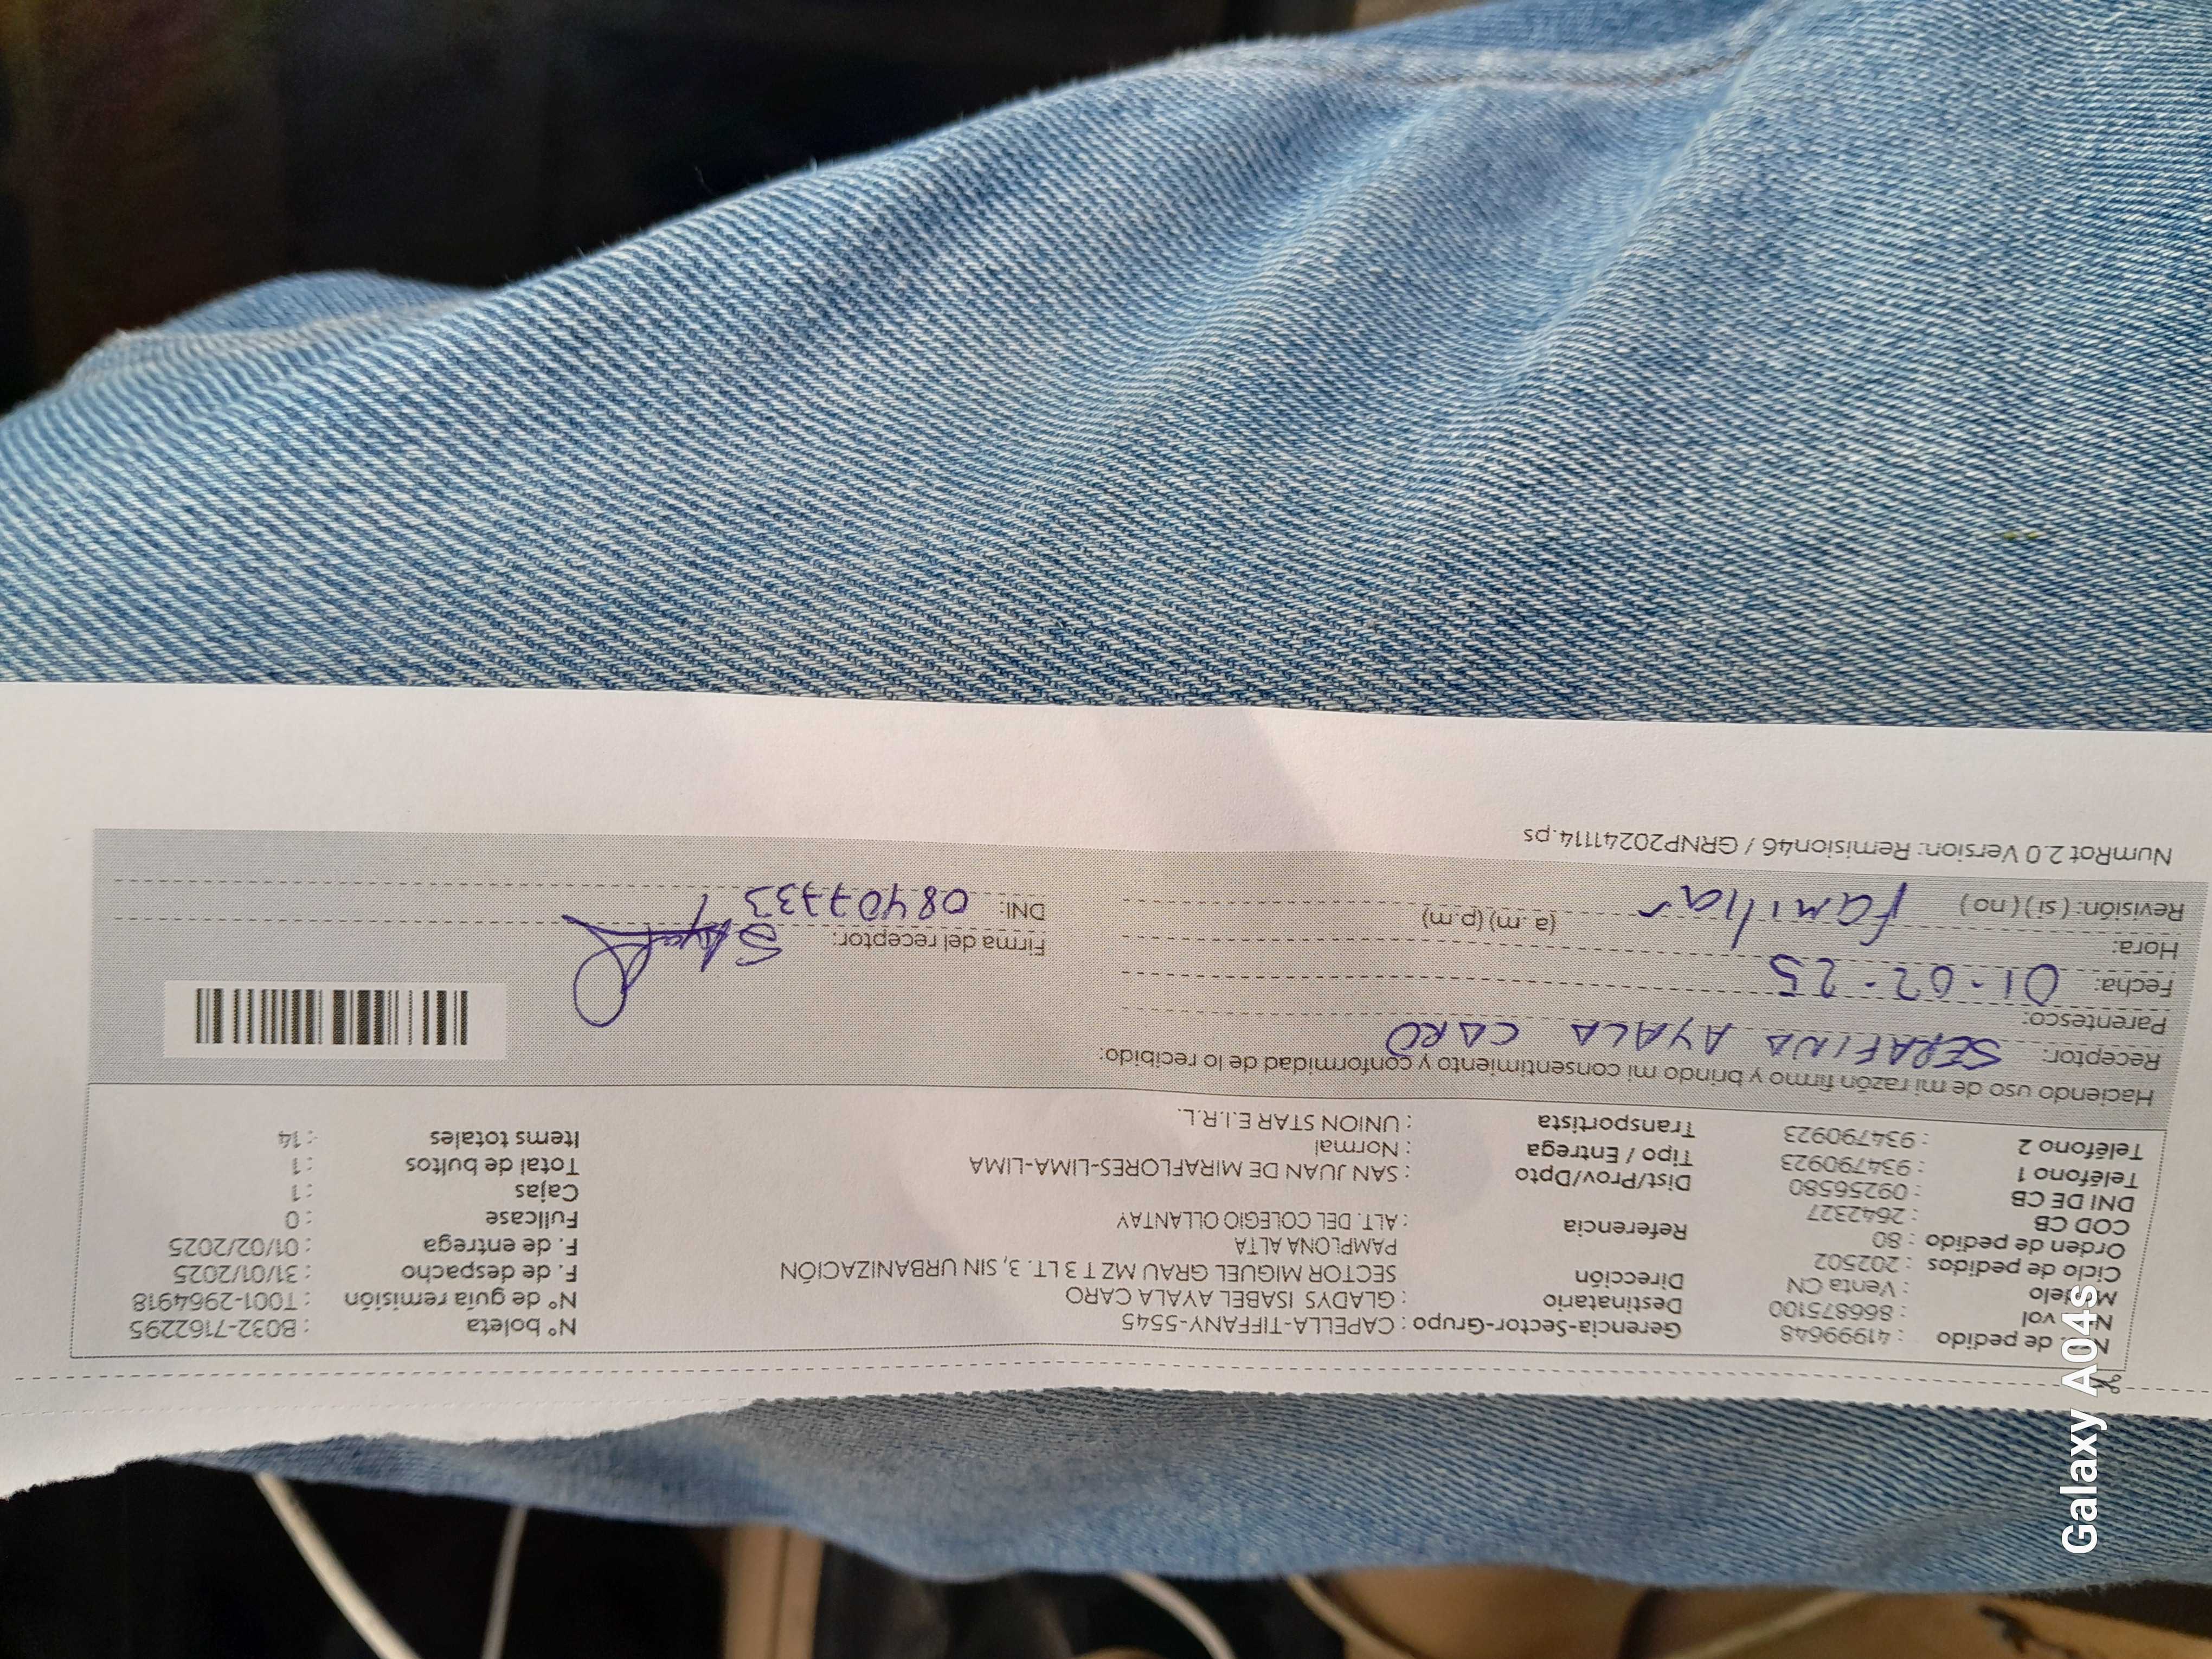 Nº. de pedido : 41999648
Nº vol : 866875100
Modelo : Venta CN
Ciclo de pedidos : 202502
Orden de pedido : 80
COD CB : 2642327
DNI DE CB : 09256580
Teléfono 1 : 934790923
Teléfono 2 : 934790923
Gerencia-Sector-Grupo : CAPELLA-TIFFANY-5545
Destinatario : GLADYS ISABEL AYALA CARO
Dirección SECTOR MIGUEL GRAU MZ T 3 LT. 3, SIN URBANIZACIÓN
PAMPLONA ALTA
Referencia : ALT. DEL COLEGIO OLLANTAY
Dist/Prov/Dpto : SAN JUAN DE MIRAFLORES-LIMA-LIMA
Tipo / Entrega : Normal
Transportista : UNION STAR E.I.R.L.
Nº boleta : B032-7162295
Nº de guía remisión : T001-2964918
F. de despacho : 31/01/2025
F. de entrega : 01/02/2025
Fullcase : 0
Cajas : 1
Total de bultos : 1
Items totales : 14
Haciendo uso de mi razón firmo y brindo mi consentimiento y conformidad de lo recibido:
Receptor: SERAFINA AYALA CARO
Parentesco:
Fecha: 01-02-25
Hora: (a .m) (p.m)
Revisión: ( si ) ( no ) familiar
Firma del receptor:
DNI: 08407733
NumRot 2.0 Version: Remision46 / GRNP20241114.ps
Galaxy A04s